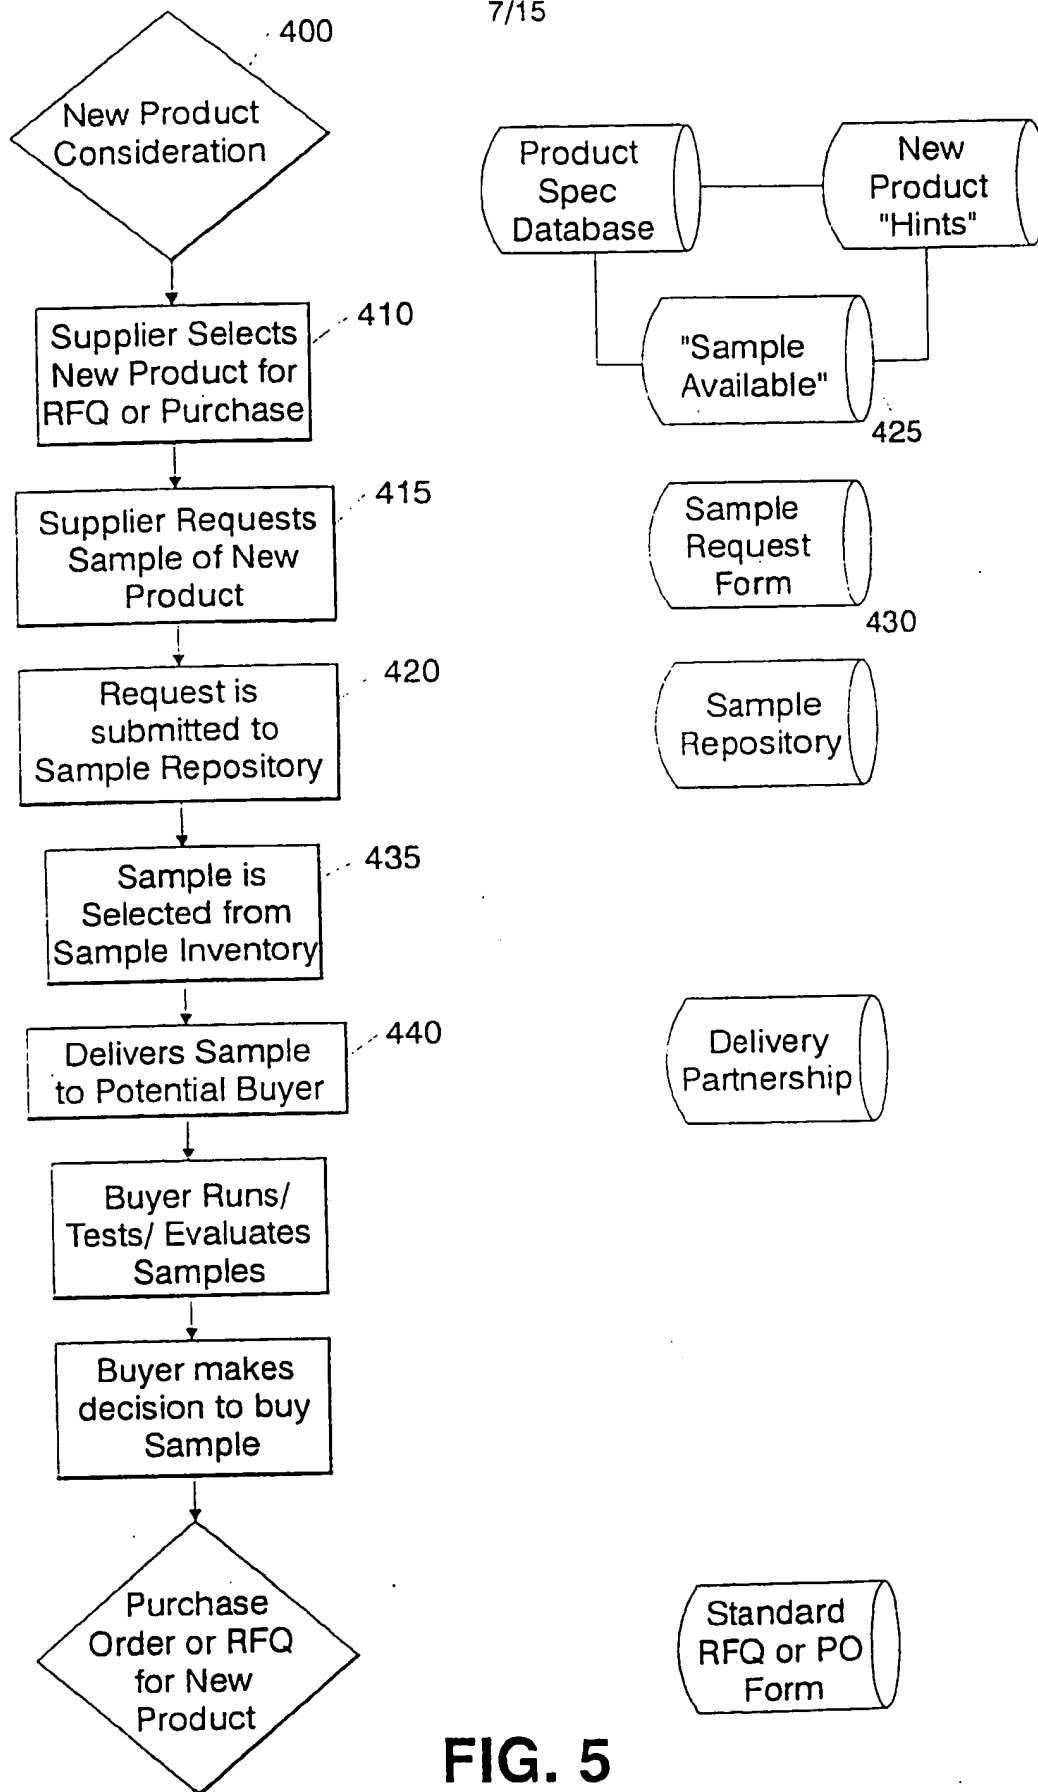 7/15
400
New Product
Consideration
Product
Spec
Database
New
Product
"Hints"
410
Supplier Selects
New Product for
RFQ or Purchase
"Sample
Available"
425
415
Supplier Requests
Sample of New
Product
Sample
Request
Form
430
420
Request is
submitted to
Sample Repository
Sample
Repository
435
Sample is
Selected from
Sample Inventory
440
Delivers Sample
to Potential Buyer
Delivery
Partnership
Buyer Runs/
Tests/ Evaluates
Samples
Buyer makes
decision to buy
Sample
Purchase
Order or RFQ
for New
Product
Standard
RFQ or PO
Form
FIG. 5